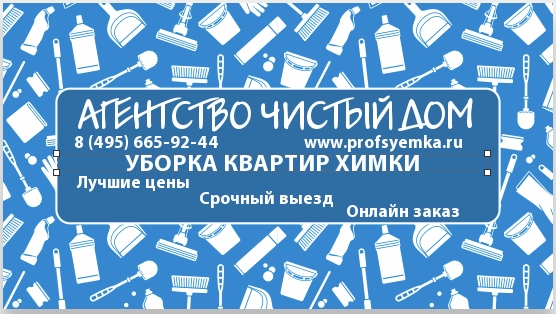 АГЕНТСТВО ЧИСТЫЙ ДОМ
8 (495) 665-92-44 www.profsyemka.ru
УБОРКА КВАРТИР ХИМКИ
Лучшие цены
Срочный выезд
Онлайн заказ